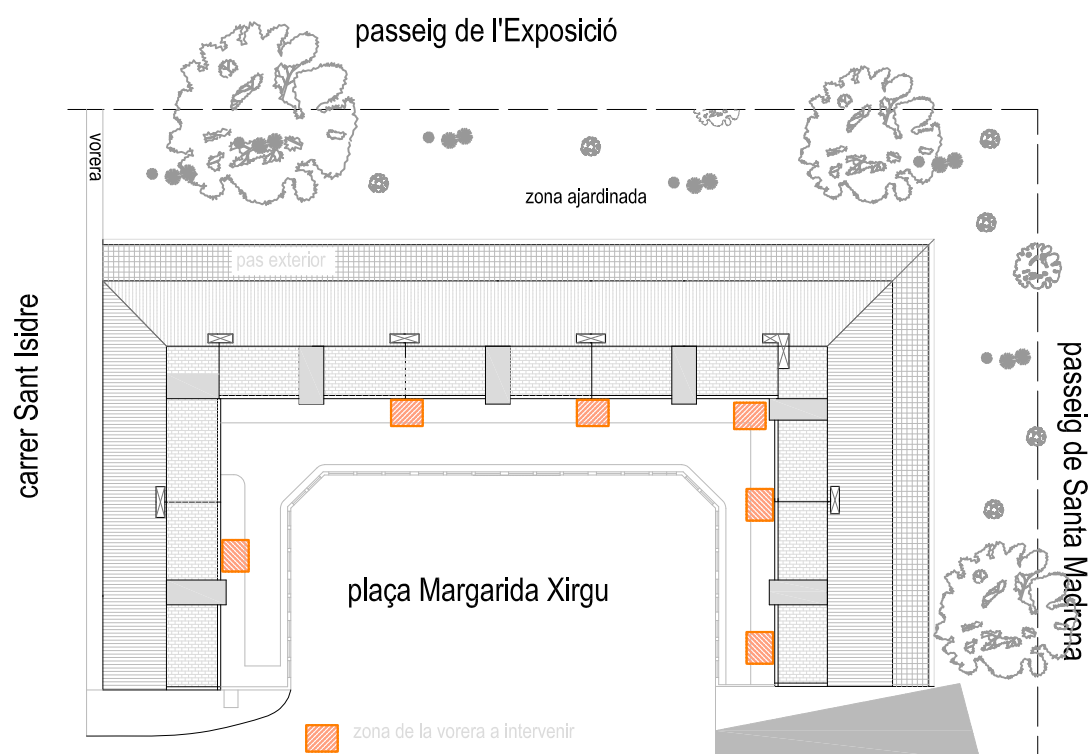 passeig de l'Exposició
vorera
zona ajardinada
pas exterior
carrer Sant Isidre
passeig de Santa Madrona
plaça Margarida Xirgu
zona de la vorera a intervenir